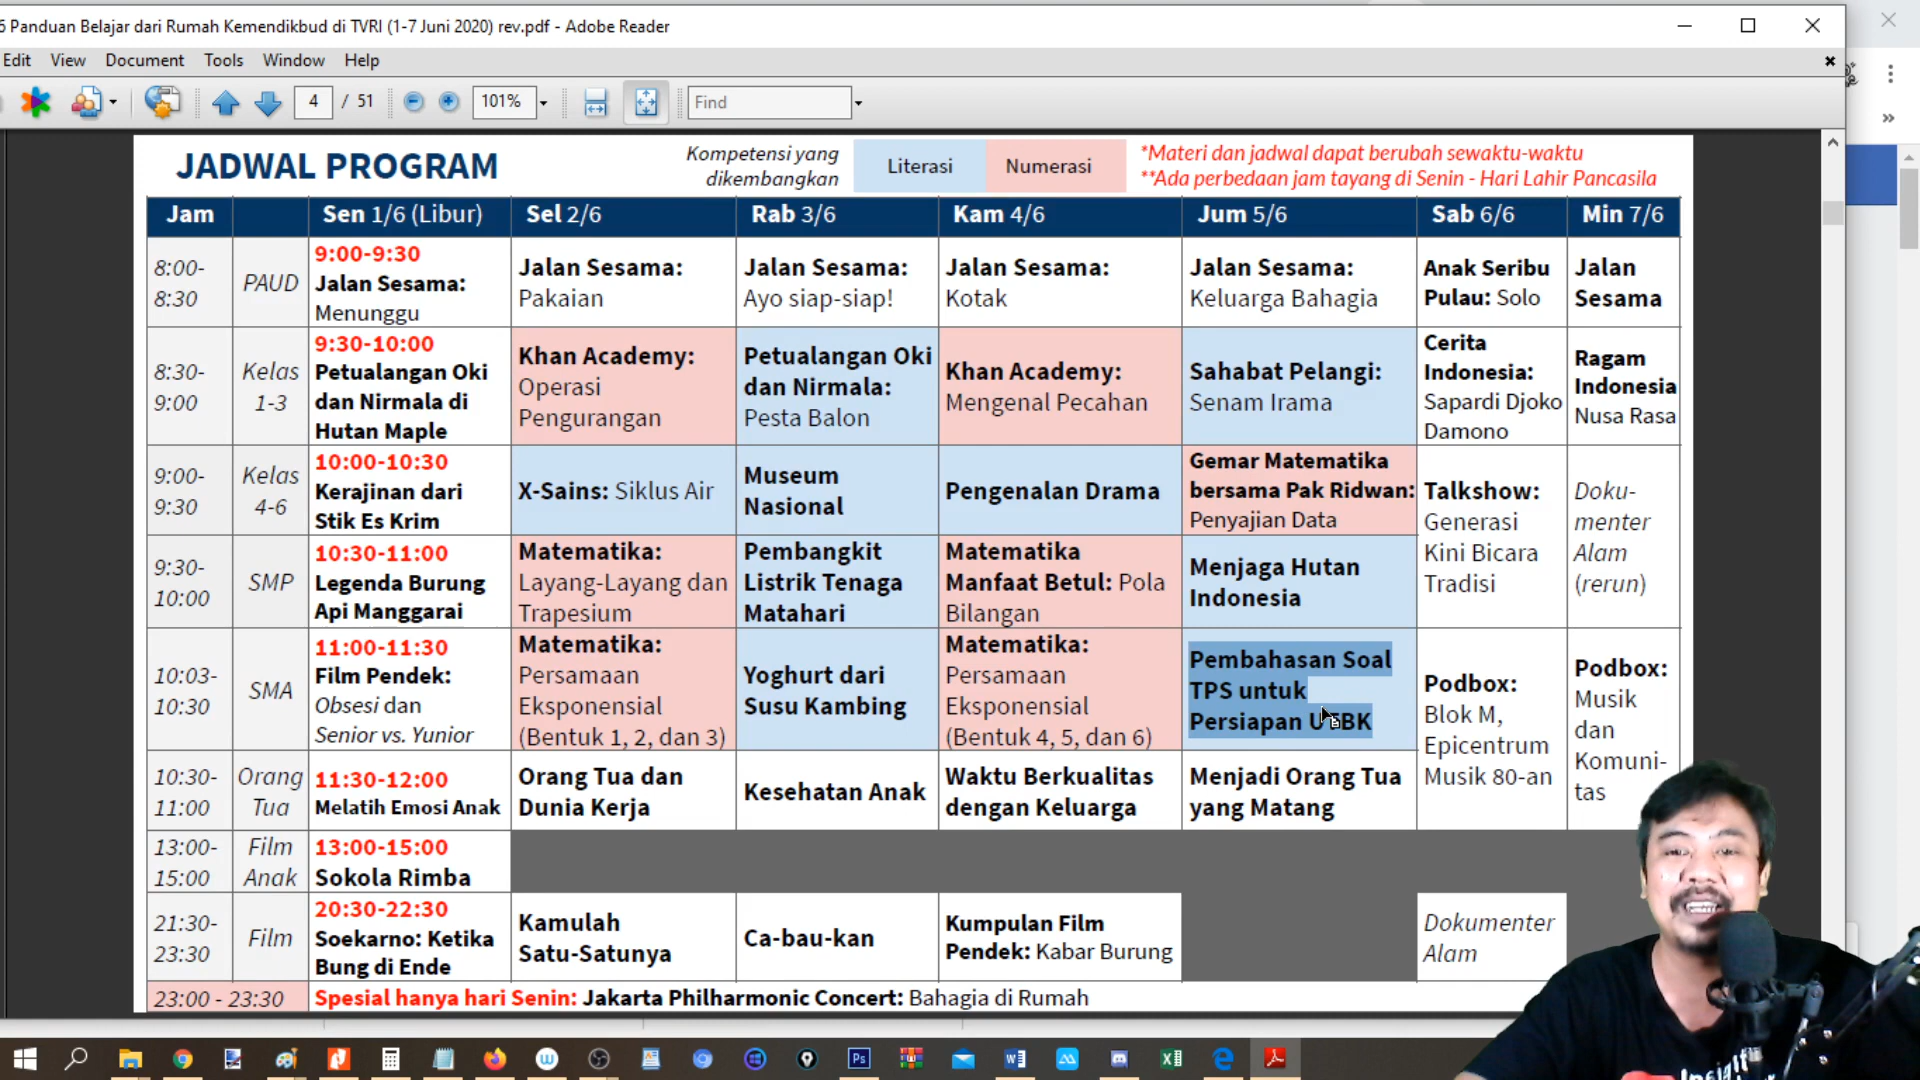 6 Panduan Belajar dari Rumah Kemendikbud di TVRI (1-7 Juni 2020) rev.pdf - Adobe Reader
Edit View Document Tools Window Help
4 / 51 101% Find
JADWAL PROGRAM
Kompetensi yang
dikembangkan
Literasi
Numerasi
*Materi dan jadwal dapat berubah sewaktu-waktu
**Ada perbedaan jam tayang di Senin - Hari Lahir Pancasila
Jam
Sen 1/6 (Libur)
Sel 2/6
Rab 3/6
Kam 4/6
Jum 5/6
Sab 6/6
Min 7/6
8:00-
8:30
PAUD
9:00-9:30
Jalan Sesama:
Menunggu
Jalan Sesama:
Pakaian
Jalan Sesama:
Ayo siap-siap!
Jalan Sesama:
Kotak
Jalan Sesama:
Keluarga Bahagia
Anak Seribu
Pulau: Solo
Jalan
Sesama
8:30-
9:00
Kelas
1-3
9:30-10:00
Petualangan Oki
dan Nirmala di
Hutan Maple
Khan Academy:
Operasi
Pengurangan
Petualangan Oki
dan Nirmala:
Pesta Balon
Khan Academy:
Mengenal Pecahan
Sahabat Pelangi:
Senam Irama
Cerita
Indonesia:
Sapardi Djoko
Damono
Ragam
Indonesia
Nusa Rasa
9:00-
9:30
Kelas
4-6
10:00-10:30
Kerajinan dari
Stik Es Krim
X-Sains: Siklus Air
Museum
Nasional
Pengenalan Drama
Gemar Matematika
bersama Pak Ridwan:
Penyajian Data
Talkshow:
Generasi
Kini Bicara
Tradisi
Doku-
menter
Alam
(rerun)
9:30-
10:00
SMP
10:30-11:00
Legenda Burung
Api Manggarai
Matematika:
Layang-Layang dan
Trapesium
Pembangkit
Listrik Tenaga
Matahari
Matematika
Manfaat Betul: Pola
Bilangan
Menjaga Hutan
Indonesia
10:03-
10:30
SMA
11:00-11:30
Film Pendek:
Obsesi dan
Senior vs. Yunior
Matematika:
Persamaan
Eksponensial
(Bentuk 1, 2, dan 3)
Yoghurt dari
Susu Kambing
Matematika:
Persamaan
Eksponensial
(Bentuk 4, 5, dan 6)
Pembahasan Soal
TPS untuk
Persiapan UTBK
Podbox:
Blok M,
Epicentrum
Musik 80-an
Podbox:
Musik
dan
Komuni-
tas
10:30-
11:00
Orang
Tua
11:30-12:00
Melatih Emosi Anak
Orang Tua dan
Dunia Kerja
Kesehatan Anak
Waktu Berkualitas
dengan Keluarga
Menjadi Orang Tua
yang Matang
13:00-
15:00
Film
Anak
13:00-15:00
Sokola Rimba
21:30-
23:30
Film
20:30-22:30
Soekarno: Ketika
Bung di Ende
Kamulah
Satu-Satunya
Ca-bau-kan
Kumpulan Film
Pendek: Kabar Burung
Dokumenter
Alam
23:00 - 23:30
Spesial hanya hari Senin: Jakarta Philharmonic Concert: Bahagia di Rumah